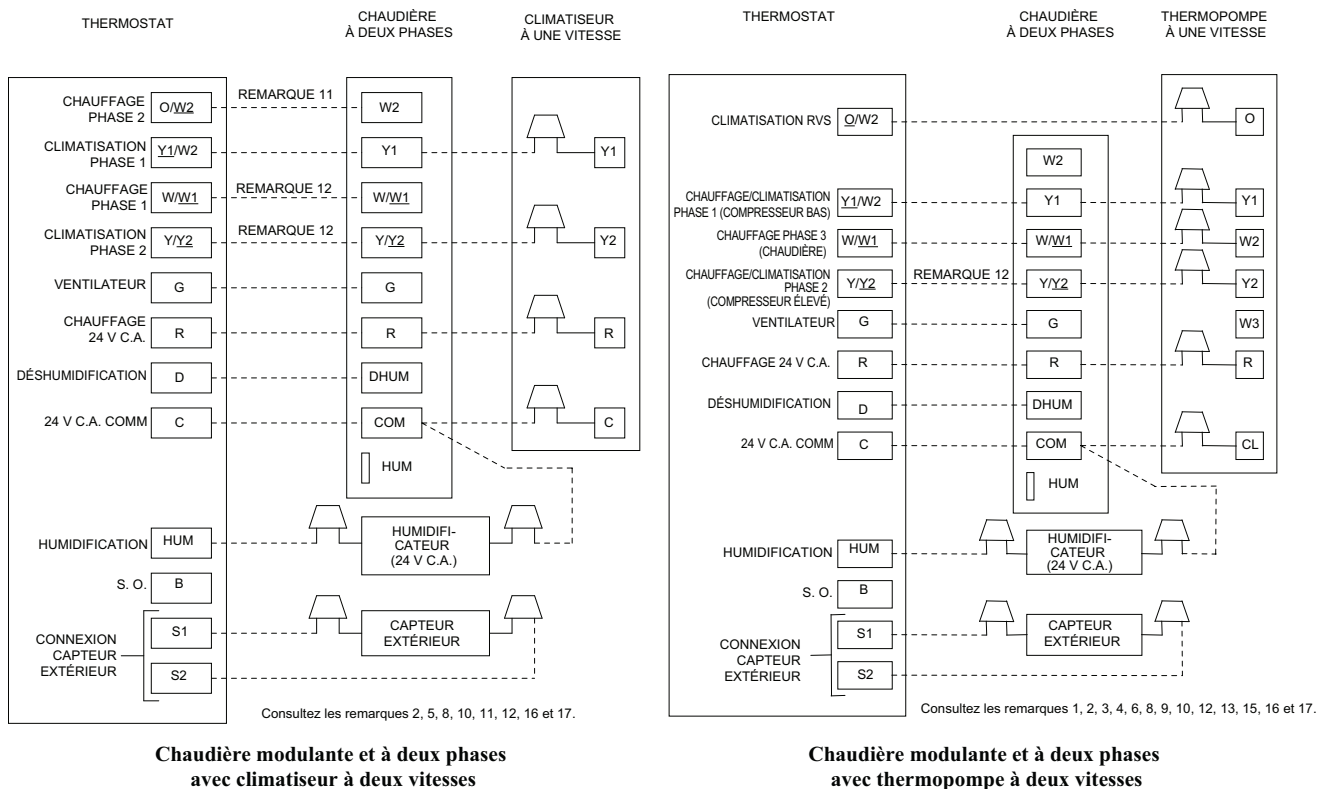 THERMOSTAT
CHAUDIÈRE
À DEUX PHASES
CLIMATISEUR
À UNE VITESSE
CHAUFFAGE
PHASE 2
O/W2
REMARQUE 11
W2
CLIMATISATION
PHASE 1
Y1/W2
Y1
Y1
CHAUFFAGE
PHASE 1
W/W1
REMARQUE 12
W/W1
CLIMATISATION
PHASE 2
Y/Y2
REMARQUE 12
Y/Y2
Y2
VENTILATEUR
G
G
CHAUFFAGE
24 V C.A.
R
R
R
DÉSHUMIDIFICATION
D
DHUM
24 V C.A. COMM
C
COM
C
HUM
HUMIDIFICATION
HUM
HUMIDIFI-
CATEUR
(24 V C.A.)
S. O.
B
CONNEXION
CAPTEUR
EXTÉRIEUR
S1
S2
CAPTEUR
EXTÉRIEUR
Consultez les remarques 2, 5, 8, 10, 11, 12, 16 et 17.
Chaudière modulante et à deux phases
avec climatiseur à deux vitesses
THERMOSTAT
CHAUDIÈRE
À DEUX PHASES
THERMOPOMPE
À UNE VITESSE
CLIMATISATION RVS
O/W2
O
W2
CHAUFFAGE/CLIMATISATION
PHASE 1 (COMPRESSEUR BAS)
Y1/W2
Y1
Y1
CHAUFFAGE PHASE 3
(CHAUDIÈRE)
W/W1
W/W1
W2
CHAUFFAGE/CLIMATISATION
PHASE 2
(COMPRESSEUR ÉLEVÉ)
Y/Y2
REMARQUE 12
Y/Y2
Y2
VENTILATEUR
G
G
W3
CHAUFFAGE 24 V C.A.
R
R
R
DÉSHUMIDIFICATION
D
DHUM
24 V C.A. COMM
C
COM
CL
HUM
HUMIDIFICATION
HUM
HUMIDIFI-
CATEUR
(24 V C.A.)
S. O.
B
CONNEXION
CAPTEUR
EXTÉRIEUR
S1
S2
CAPTEUR
EXTÉRIEUR
Consultez les remarques 1, 2, 3, 4, 6, 8, 9, 10, 12, 13, 15, 16 et 17.
Chaudière modulante et à deux phases
avec thermopompe à deux vitesses